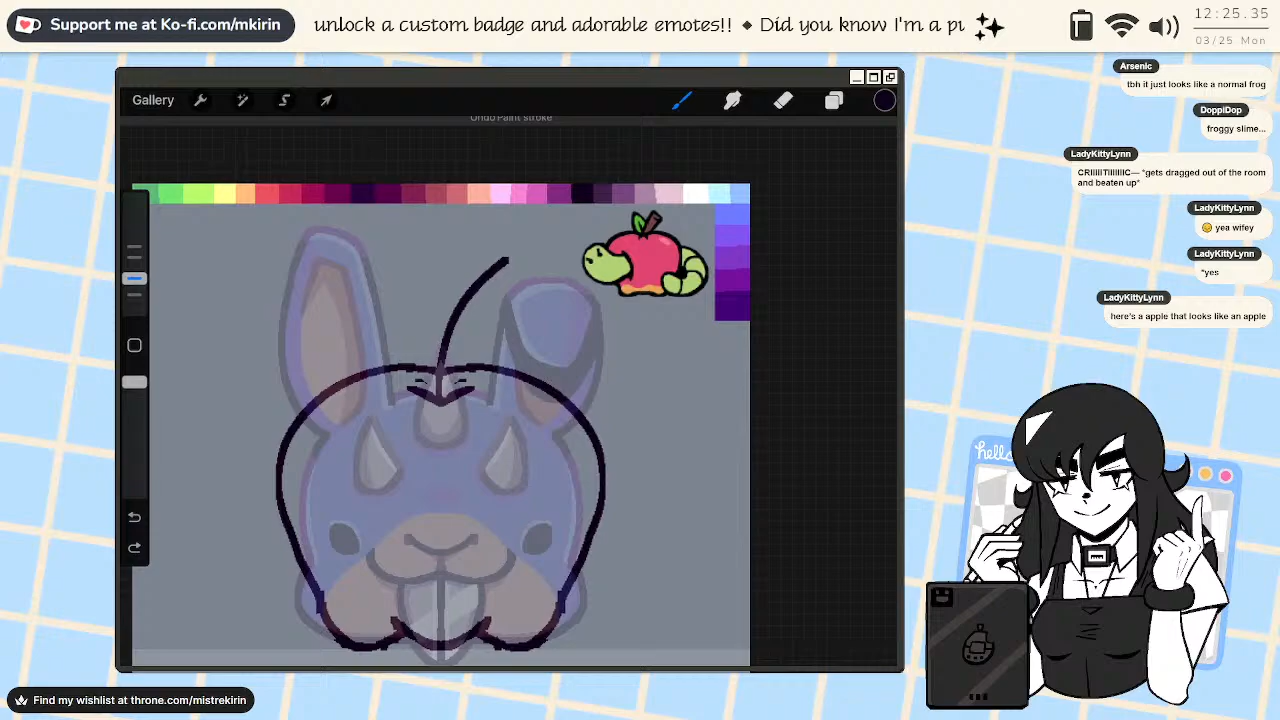 Support me at Ko-fi.com/mkirin
unlock a custom badge and adorable emotes!! ◆ Did you know I'm a pu
12:25.35
03/25 Mon
Gallery
Undo Paint stroke
Arsenic
tbh it just looks like a normal frog
DoppiDop
froggy slime...
LadyKittyLynn
CRIIIIITIIIIIIIC— *gets dragged out of the room
and beaten up*
LadyKittyLynn
yea wifey
LadyKittyLynn
*yes
LadyKittyLynn
here's a apple that looks like an apple
hello
Find my wishlist at throne.com/mistrekirin